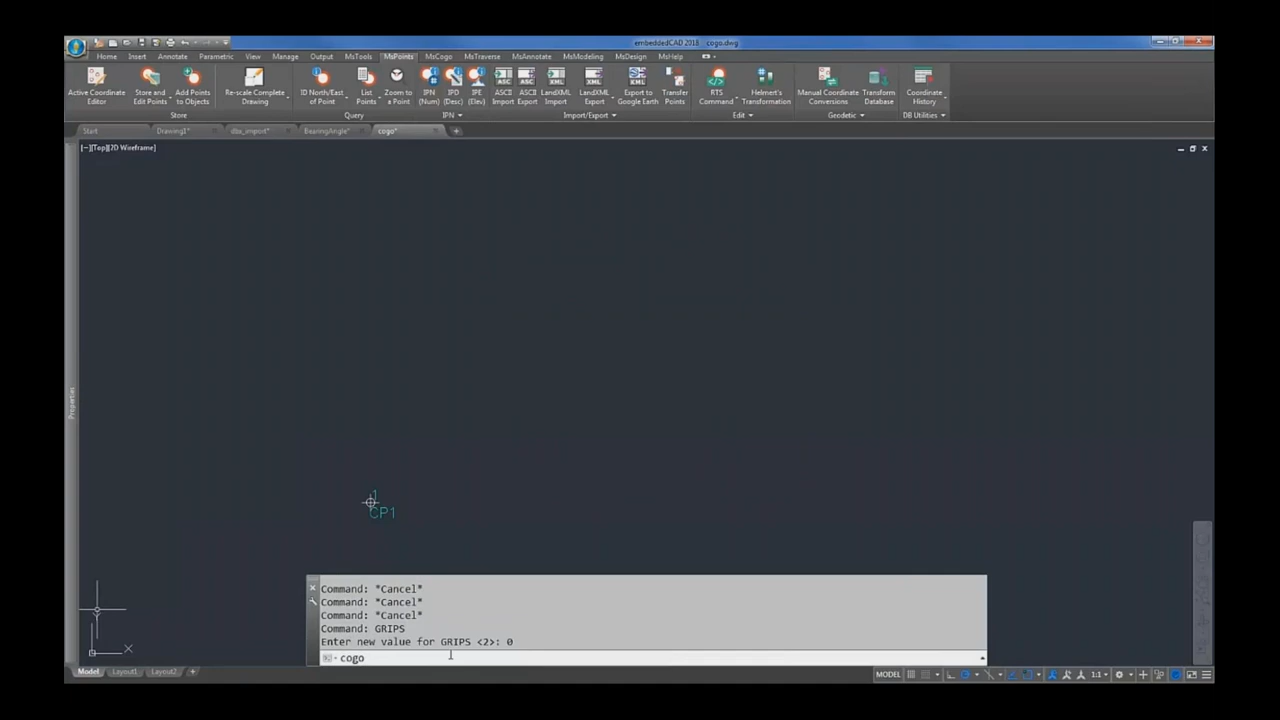 embeddedCAD 2018 cogo.dwg
Home Insert Annotate Parametric View Manage Output MsTools MsPoints MsCogo MsTraverse MsAnnotate MsModeling MsDesign MsHelp
Active Coordinate Editor
Store and Edit Points
Add Points to Objects
Re-scale Complete Drawing
ID North/East of Point
List Points
Zoom to a Point
IPN (Num)
IPD (Desc)
IPE (Elev)
ASCII Import
ASCII Export
LandXML Import
LandXML Export
Export to Google Earth
Transfer Points
RTS Command
Helmert's Transformation
Manual Coordinate Conversions
Transform Database
Coordinate History
Store Query IPN Import/Export Edit Geodetic DB Utilities
Start Drawing1* dbx_import* BearingAngle* cogo*
[−][Top][2D Wireframe]
Properties
1
CP1
Command: *Cancel*
Command: *Cancel*
Command: *Cancel*
Command: GRIPS
Enter new value for GRIPS <2>: 0
cogo
Model Layout1 Layout2 +
MODEL 1:1